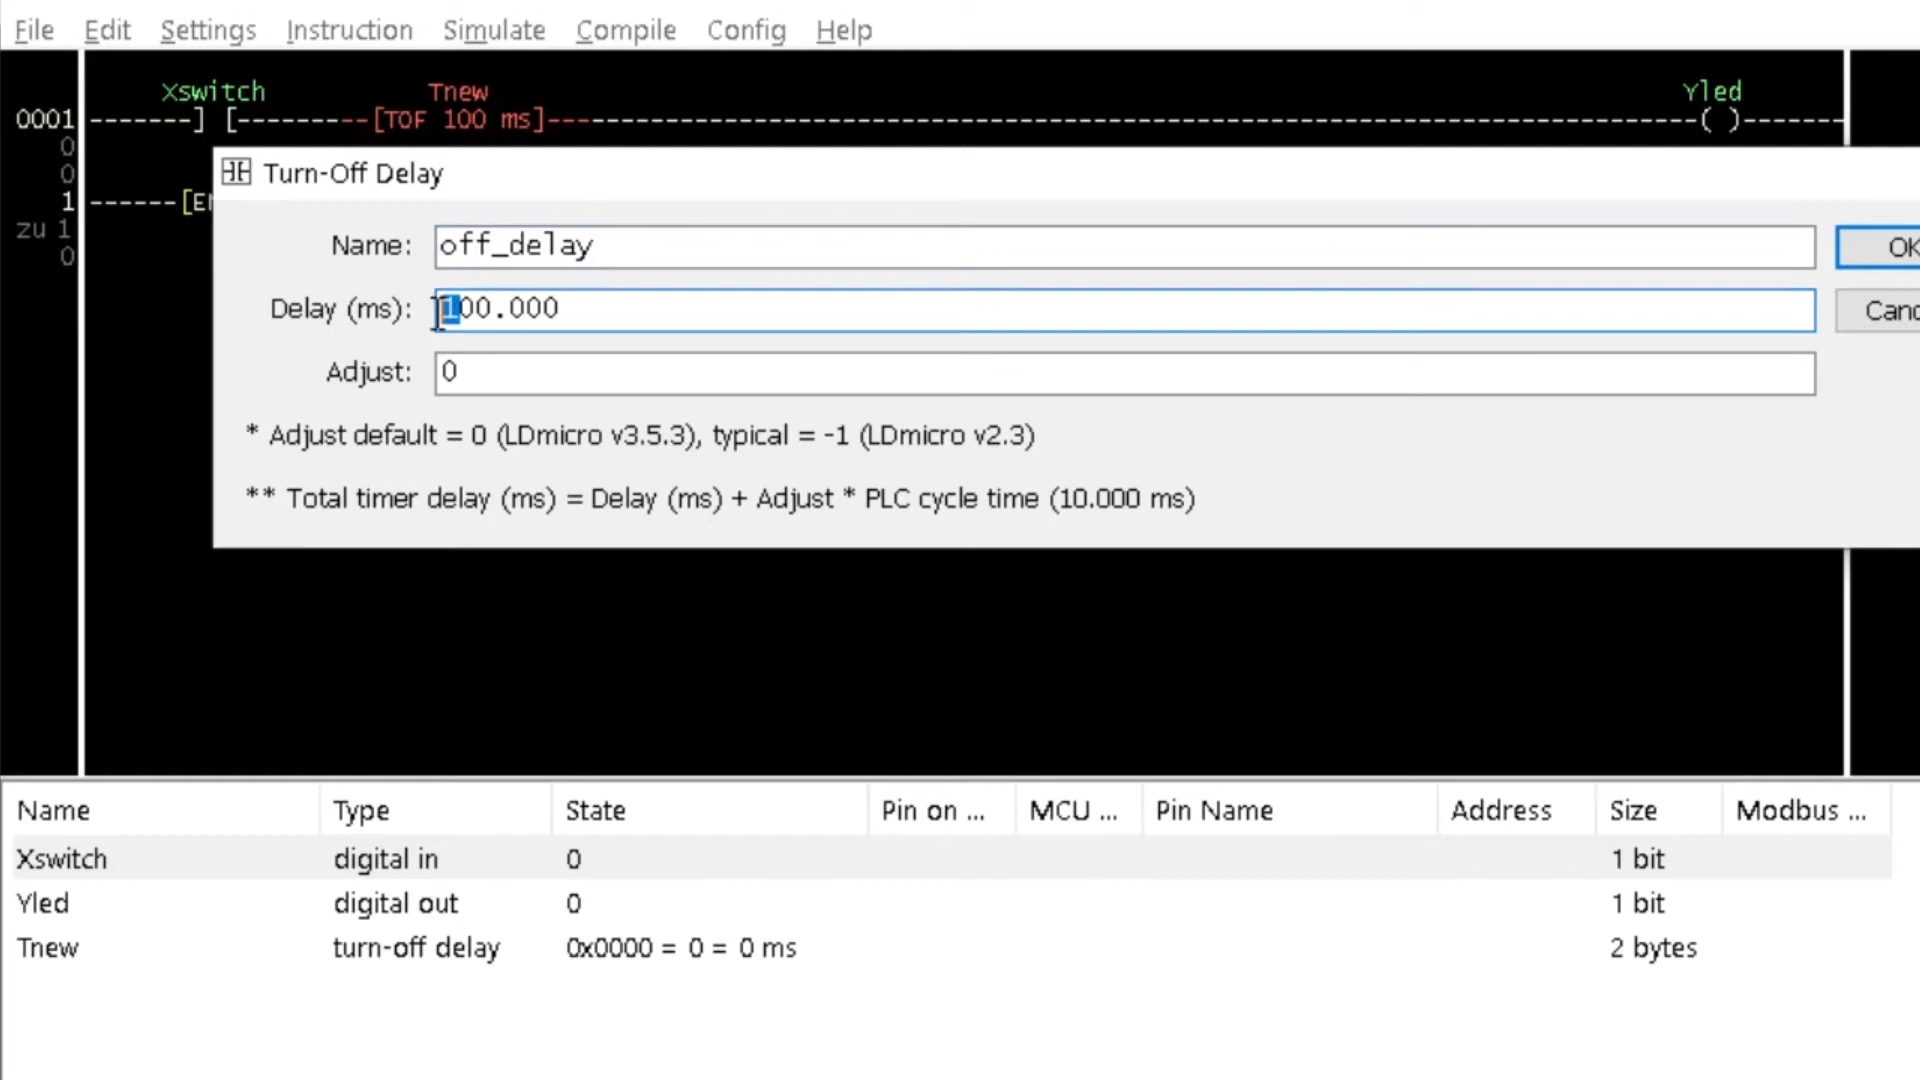 File Edit Settings Instruction Simulate Compile Config Help
Xswitch Tnew Yled
0001 -------] [---------[TOF 100 ms]---------------------------------------------------------------------------------( )-------
0
0
1 ------[E
zu 1
0
Turn-Off Delay
Name: off_delay OK
Delay (ms): 100.000 Canc
Adjust: 0
* Adjust default = 0 (LDmicro v3.5.3), typical = -1 (LDmicro v2.3)
** Total timer delay (ms) = Delay (ms) + Adjust * PLC cycle time (10.000 ms)
Name Type State Pin on ... MCU ... Pin Name Address Size Modbus ...
Xswitch digital in 0 1 bit
Yled digital out 0 1 bit
Tnew turn-off delay 0x0000 = 0 = 0 ms 2 bytes